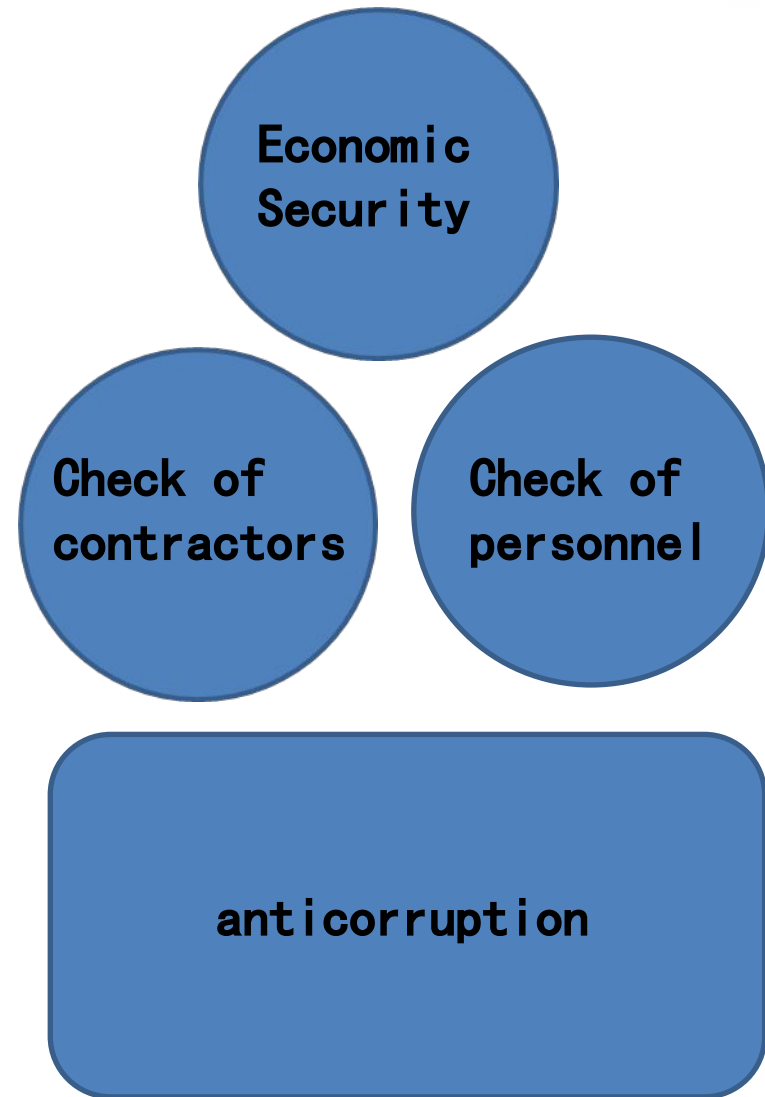 Economic
Security
Check of
contractors
Check of
personnel
anticorruption